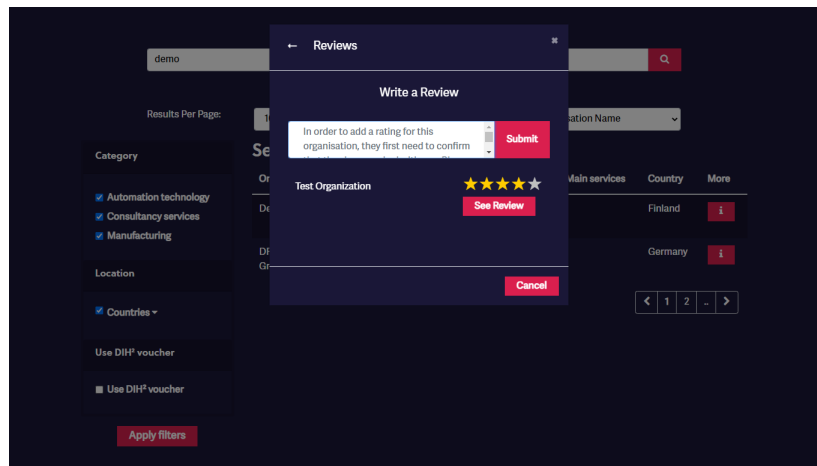 ← Reviews ✖
demo
Write a Review
Results Per Page:
In order to add a rating for this
organisation, they first need to confirm
Submit
sation Name
Category
Se
Test Organization
Main services Country More
Automation technology
See Review
Finland i
Consultancy services
Manufacturing
Germany i
Location
Cancel
1 2 ..
Countries
Use DIH² voucher
Use DIH² voucher
Apply filters